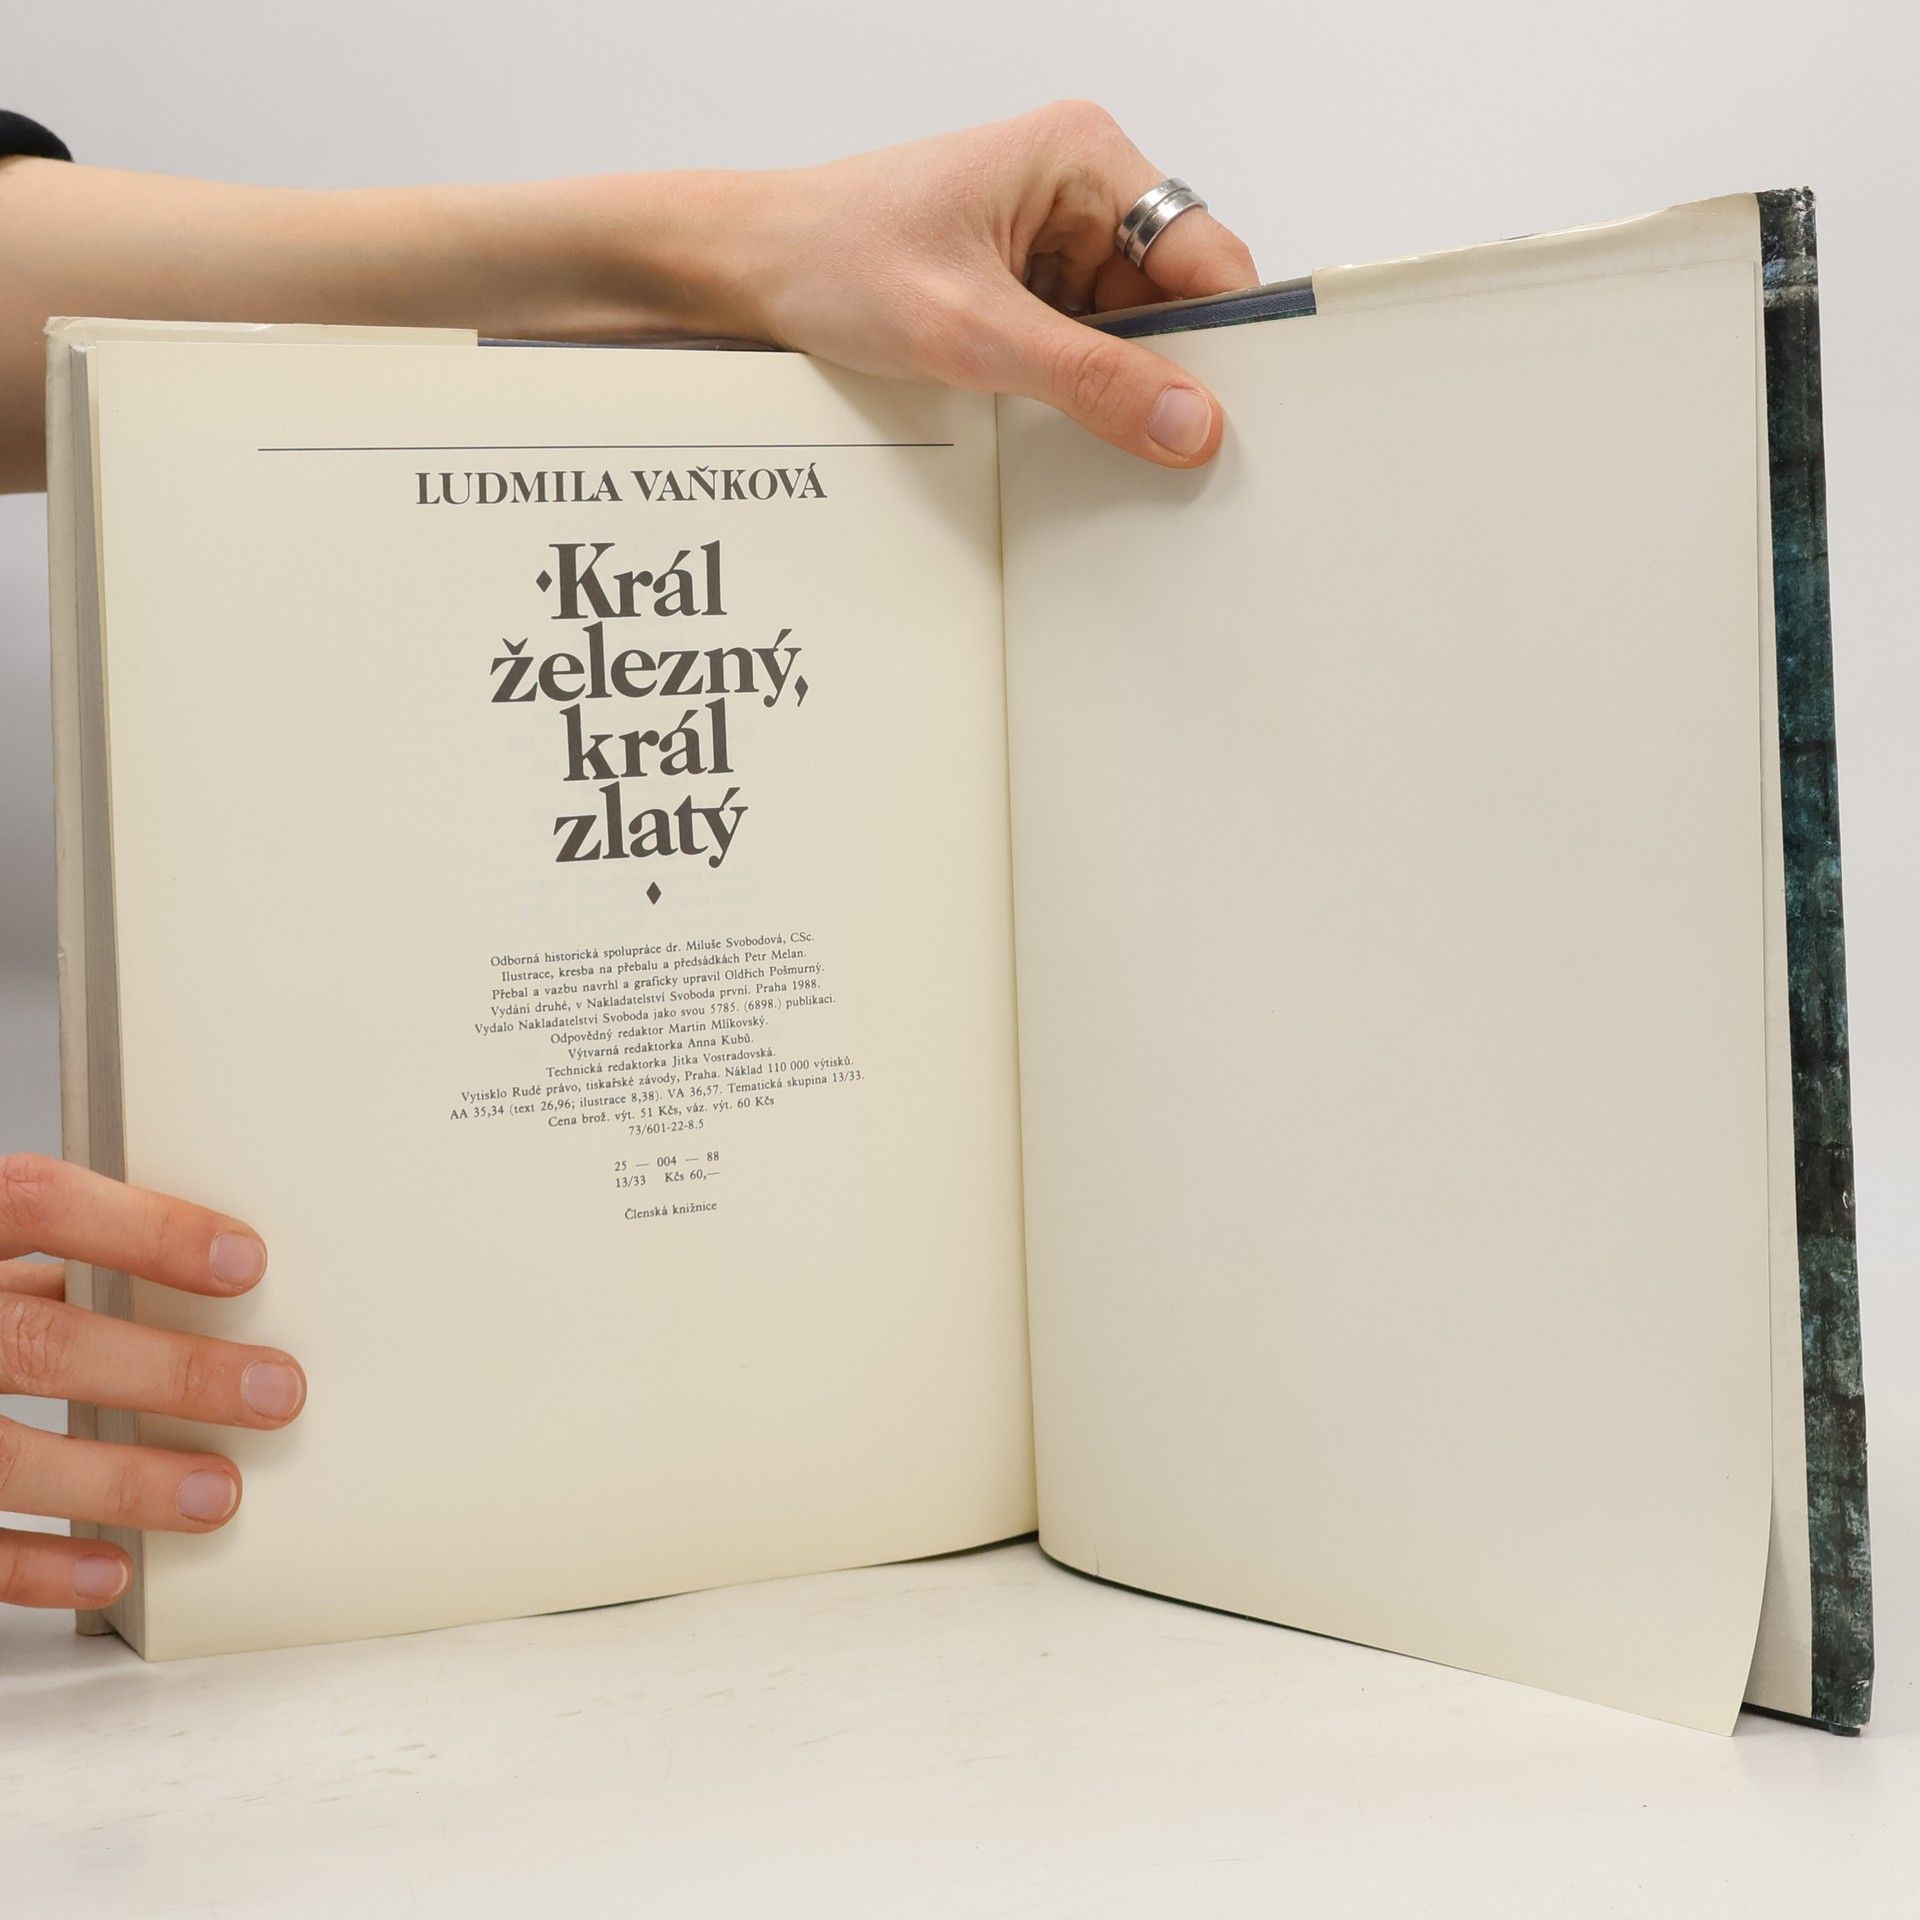 LUDMILA VAŇKOVÁ
Král
železný,
král
zlatý
Odborná historická spolupráce dr. Miluše Svobodová, CSc.
Ilustrace, kresba na přebalu a předsádkách Petr Melan.
Přebal a vazbu navrhl a graficky upravil Oldřich Pošmurný.
Vydání druhé, v Nakladatelství Svoboda první. Praha 1988.
Vydalo Nakladatelství Svoboda jako svou 5785. (6898.) publikaci.
Odpovědný redaktor Martin Mlíkovský.
Výtvarná redaktorka Anna Kubů.
Technická redaktorka Jitka Vostradovská.
Vytisklo Rudé právo, tiskařské závody, Praha. Náklad 110 000 výtisků.
AA 35,34 (text 26,96; ilustrace 8,38). VA 36,57. Tematická skupina 13/33.
Cena brož. výt. 51 Kčs, váz. výt. 60 Kčs
73/601-22-8.5
25 — 004 — 88
13/33 Kčs 60,—
Členská knižnice